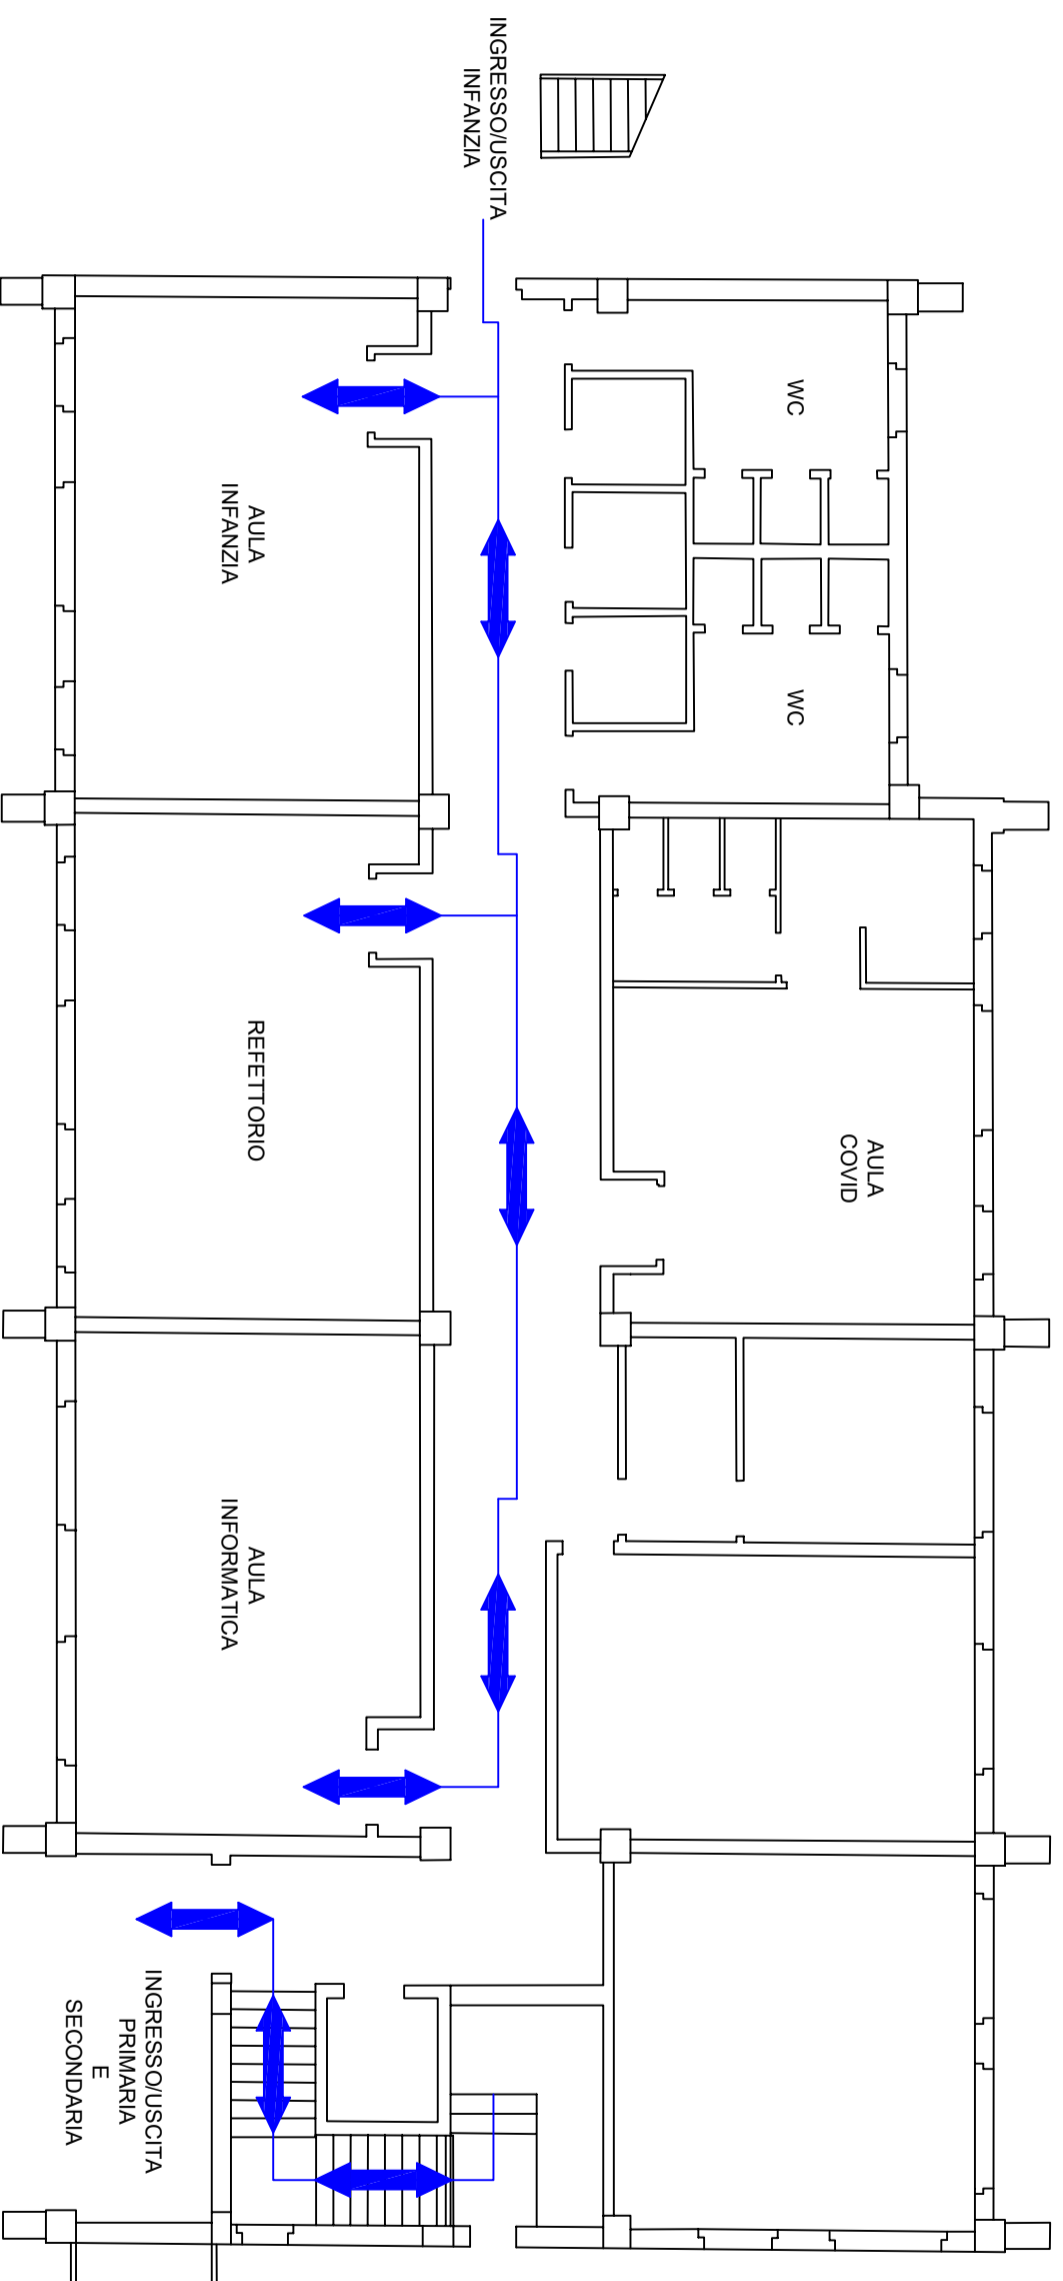 INGRESSO/USCITA
INFANZIA
WC
WC
AULA
INFANZIA
AULA
COVID
REFETTORIO
AULA
INFORMATICA
INGRESSO/USCITA
PRIMARIA
E
SECONDARIA